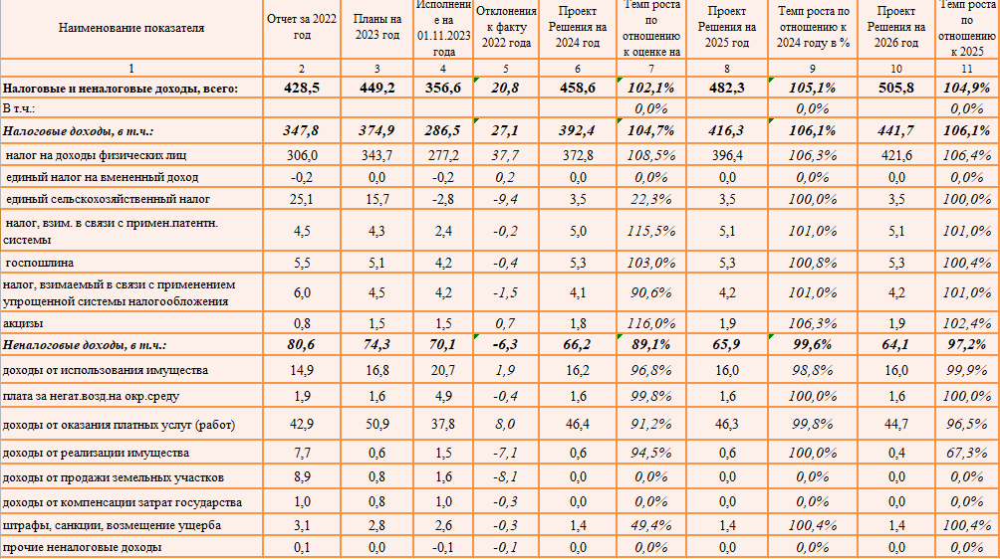 Наименование показателя | Отчет за 2022 год | Планы на 2023 год | Исполнение на 01.11.2023 года | Отклонения к факту 2022 года | Проект Решения на 2024 год | Темп роста по отношению к оценке на | Проект Решения на 2025 год | Темп роста по отношению к 2024 году в % | Проект Решения на 2026 год | Темп роста по отношению к 2025
1 | 2 | 3 | 4 | 5 | 6 | 7 | 8 | 9 | 10 | 11
Налоговые и неналоговые доходы, всего: | 428,5 | 449,2 | 356,6 | 20,8 | 458,6 | 102,1% | 482,3 | 105,1% | 505,8 | 104,9%
В т.ч.: | 0,0% | 0,0% | 0,0%
Налоговые доходы, в т.ч.: | 347,8 | 374,9 | 286,5 | 27,1 | 392,4 | 104,7% | 416,3 | 106,1% | 441,7 | 106,1%
налог на доходы физических лиц | 306,0 | 343,7 | 277,2 | 37,7 | 372,8 | 108,5% | 396,4 | 106,3% | 421,6 | 106,4%
единый налог на вмененный доход | -0,2 | 0,0 | -0,2 | 0,2 | 0,0 | 0,0% | 0,0 | 0,0% | 0,0 | 0,0%
единый сельскохозяйственный налог | 25,1 | 15,7 | -2,8 | -9,4 | 3,5 | 22,3% | 3,5 | 100,0% | 3,5 | 100,0%
налог, взим. в связи с примен.патентн. системы | 4,5 | 4,3 | 2,4 | -0,2 | 5,0 | 115,5% | 5,1 | 101,0% | 5,1 | 101,0%
госпошлина | 5,5 | 5,1 | 4,2 | -0,4 | 5,3 | 103,0% | 5,3 | 100,8% | 5,3 | 100,4%
налог, взимаемый в связи с применением упрощенной системы налогообложения | 6,0 | 4,5 | 4,2 | -1,5 | 4,1 | 90,6% | 4,2 | 101,0% | 4,2 | 101,0%
акцизы | 0,8 | 1,5 | 1,5 | 0,7 | 1,8 | 116,0% | 1,9 | 106,3% | 1,9 | 102,4%
Неналоговые доходы, в т.ч.: | 80,6 | 74,3 | 70,1 | -6,3 | 66,2 | 89,1% | 65,9 | 99,6% | 64,1 | 97,2%
доходы от использования имущества | 14,9 | 16,8 | 20,7 | 1,9 | 16,2 | 96,8% | 16,0 | 98,8% | 16,0 | 99,9%
плата за негат.возд.на окр.среду | 1,9 | 1,6 | 4,9 | -0,4 | 1,6 | 99,8% | 1,6 | 100,0% | 1,6 | 100,0%
доходы от оказания платных услуг (работ) | 42,9 | 50,9 | 37,8 | 8,0 | 46,4 | 91,2% | 46,3 | 99,8% | 44,7 | 96,5%
доходы от реализации имущества | 7,7 | 0,6 | 1,5 | -7,1 | 0,6 | 94,5% | 0,6 | 100,0% | 0,4 | 67,3%
доходы от продажи земельных участков | 8,9 | 0,8 | 1,6 | -8,1 | 0,0 | 0,0% | 0,0 | 0,0% | 0,0 | 0,0%
доходы от компенсации затрат государства | 1,0 | 0,8 | 1,0 | -0,3 | 0,0 | 0,0% | 0,0 | 0,0% | 0,0 | 0,0%
штрафы, санкции, возмещение ущерба | 3,1 | 2,8 | 2,6 | -0,3 | 1,4 | 49,4% | 1,4 | 100,4% | 1,4 | 100,4%
прочие неналоговые доходы | 0,1 | 0,0 | -0,1 | -0,1 | 0,0 | 0,0% | 0,0 | 0,0% | 0,0 | 0,0%